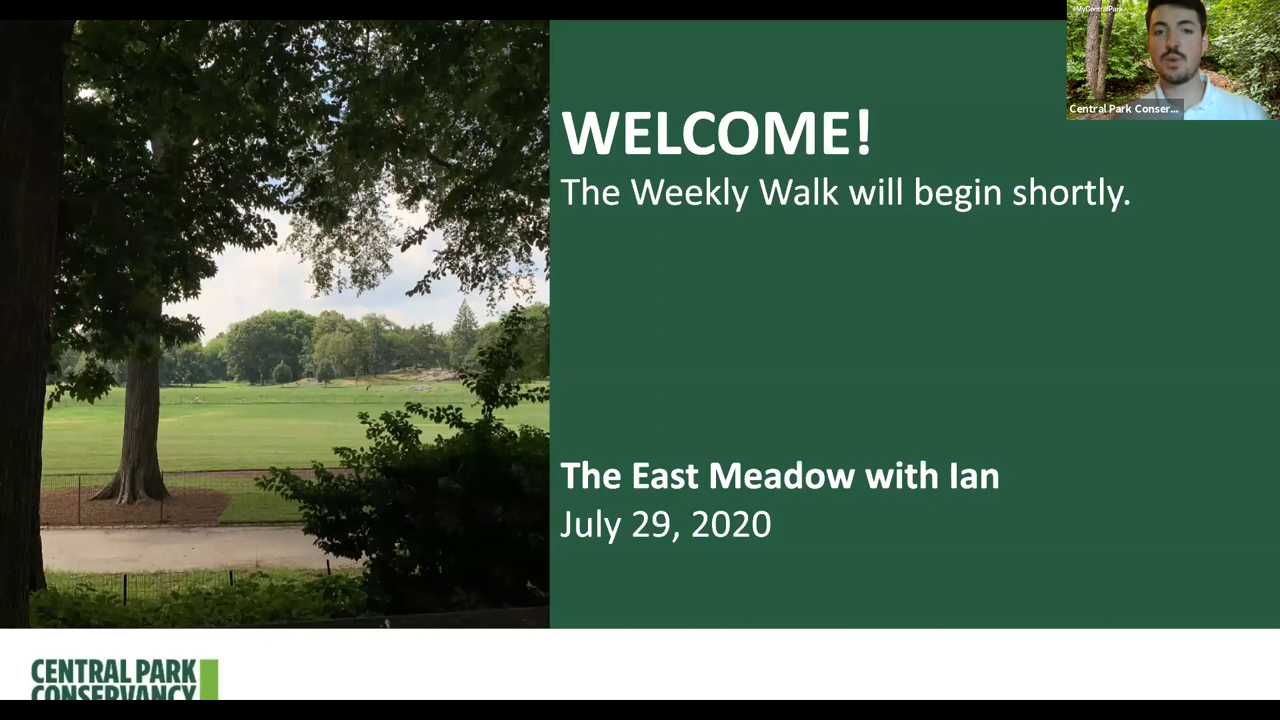 #MyCentralPark
Central Park Conser...
WELCOME!
The Weekly Walk will begin shortly.
The East Meadow with Ian
July 29, 2020
CENTRAL PARK
CONSERVANCY